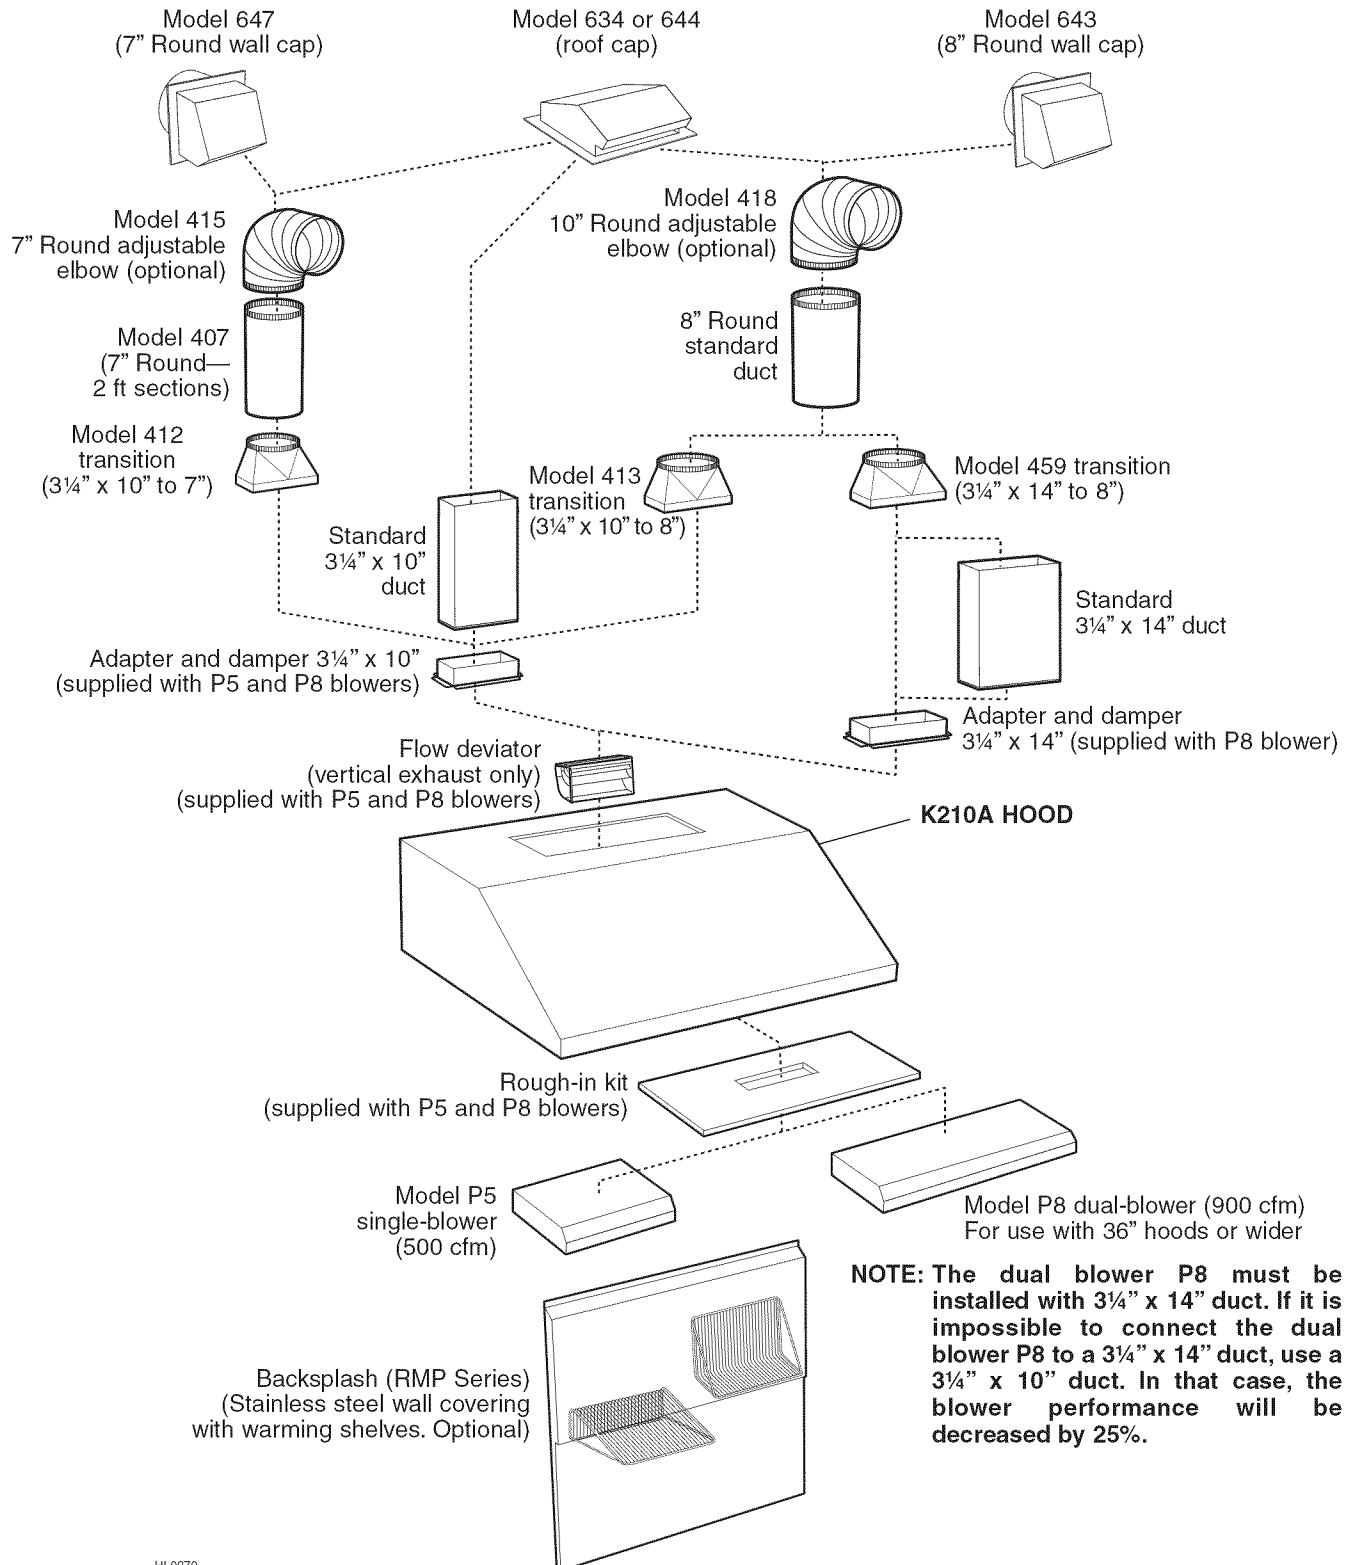 Model 647
(7” Round wall cap)
Model 634 or 644
(roof cap)
Model 643
(8” Round wall cap)
Model 415
7” Round adjustable
elbow (optional)
Model 418
10” Round adjustable
elbow (optional)
Model 407
(7” Round—
2 ft sections)
8” Round
standard
duct
Model 412
transition
(3¼” x 10” to 7”)
Model 413
transition
(3¼” x 10” to 8”)
Model 459 transition
(3¼” x 14” to 8”)
Standard
3¼” x 10”
duct
Standard
3¼” x 14” duct
Adapter and damper 3¼” x 10”
(supplied with P5 and P8 blowers)
Adapter and damper
3¼” x 14” (supplied with P8 blower)
Flow deviator
(vertical exhaust only)
(supplied with P5 and P8 blowers)
K210A HOOD
Rough-in kit
(supplied with P5 and P8 blowers)
Model P5
single-blower
(500 cfm)
Model P8 dual-blower (900 cfm)
For use with 36” hoods or wider
NOTE: The dual blower P8 must be
installed with 3¼” x 14” duct. If it is
impossible to connect the dual
blower P8 to a 3¼” x 14” duct, use a
3¼” x 10” duct. In that case, the
blower performance will be
decreased by 25%.
Backsplash (RMP Series)
(Stainless steel wall covering
with warming shelves. Optional)